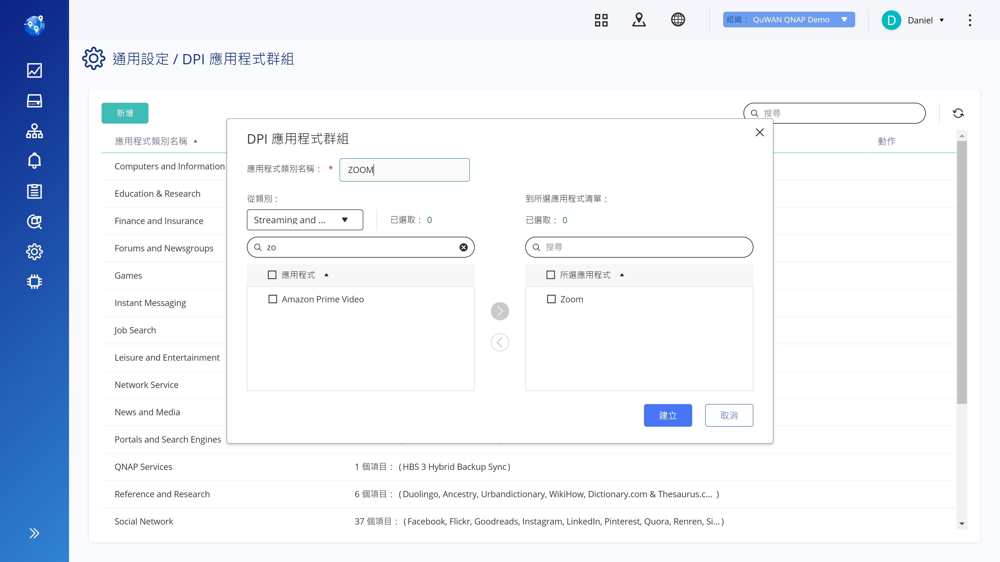 組織： QuWAN QNAP Demo
D Daniel
通用設定 / DPI 應用程式群組
新增
搜尋
應用程式類別名稱
動作
Computers and Information
Education & Research
Finance and Insurance
Forums and Newsgroups
Games
Instant Messaging
Job Search
Leisure and Entertainment
Network Service
News and Media
Portals and Search Engines
QNAP Services 1 個項目： (HBS 3 Hybrid Backup Sync)
Reference and Research 6 個項目： (Duolingo, Ancestry, Urbandictionary, WikiHow, Dictionary.com & Thesaurus.c... )
Social Network 37 個項目： (Facebook, Flickr, Goodreads, Instagram, LinkedIn, Pinterest, Quora, Renren, Si...)
DPI 應用程式群組
應用程式類別名稱： * ZOOM
從類別：
Streaming and ...
已選取： 0
zo
應用程式
Amazon Prime Video
到所選應用程式清單：
已選取： 0
搜尋
所選應用程式
Zoom
建立
取消